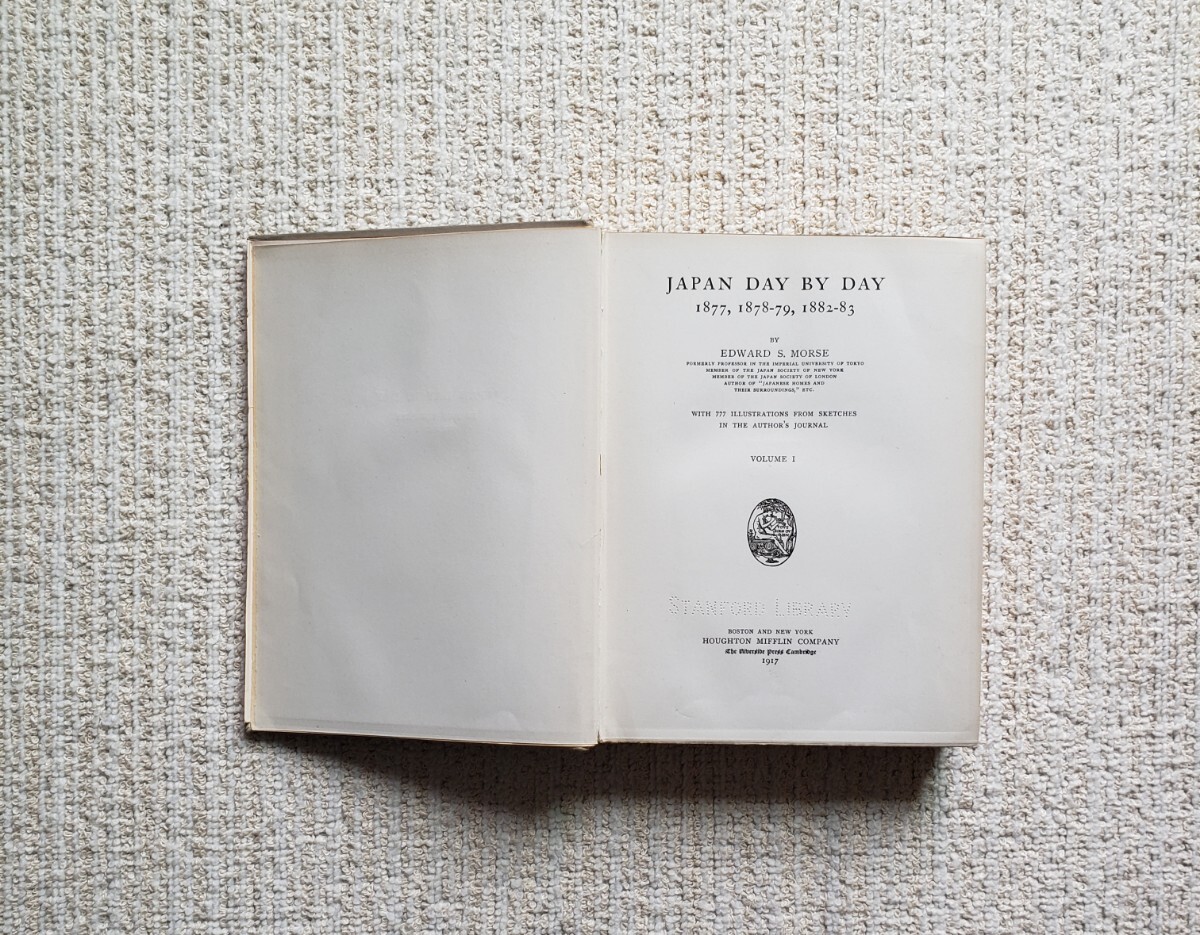 JAPAN DAY BY DAY
1877, 1878-79, 1882-83
BY
EDWARD S. MORSE
FORMERLY PROFESSOR IN THE IMPERIAL UNIVERSITY OF TOKYO
MEMBER OF THE JAPAN SOCIETY OF NEW YORK
MEMBER OF THE JAPAN SOCIETY OF LONDON
AUTHOR OF "JAPANESE HOMES AND
THEIR SURROUNDINGS," ETC.
WITH 777 ILLUSTRATIONS FROM SKETCHES
IN THE AUTHOR'S JOURNAL
VOLUME I
STANFORD LIBRARY
BOSTON AND NEW YORK
HOUGHTON MIFFLIN COMPANY
The Riverside Press Cambridge
1917